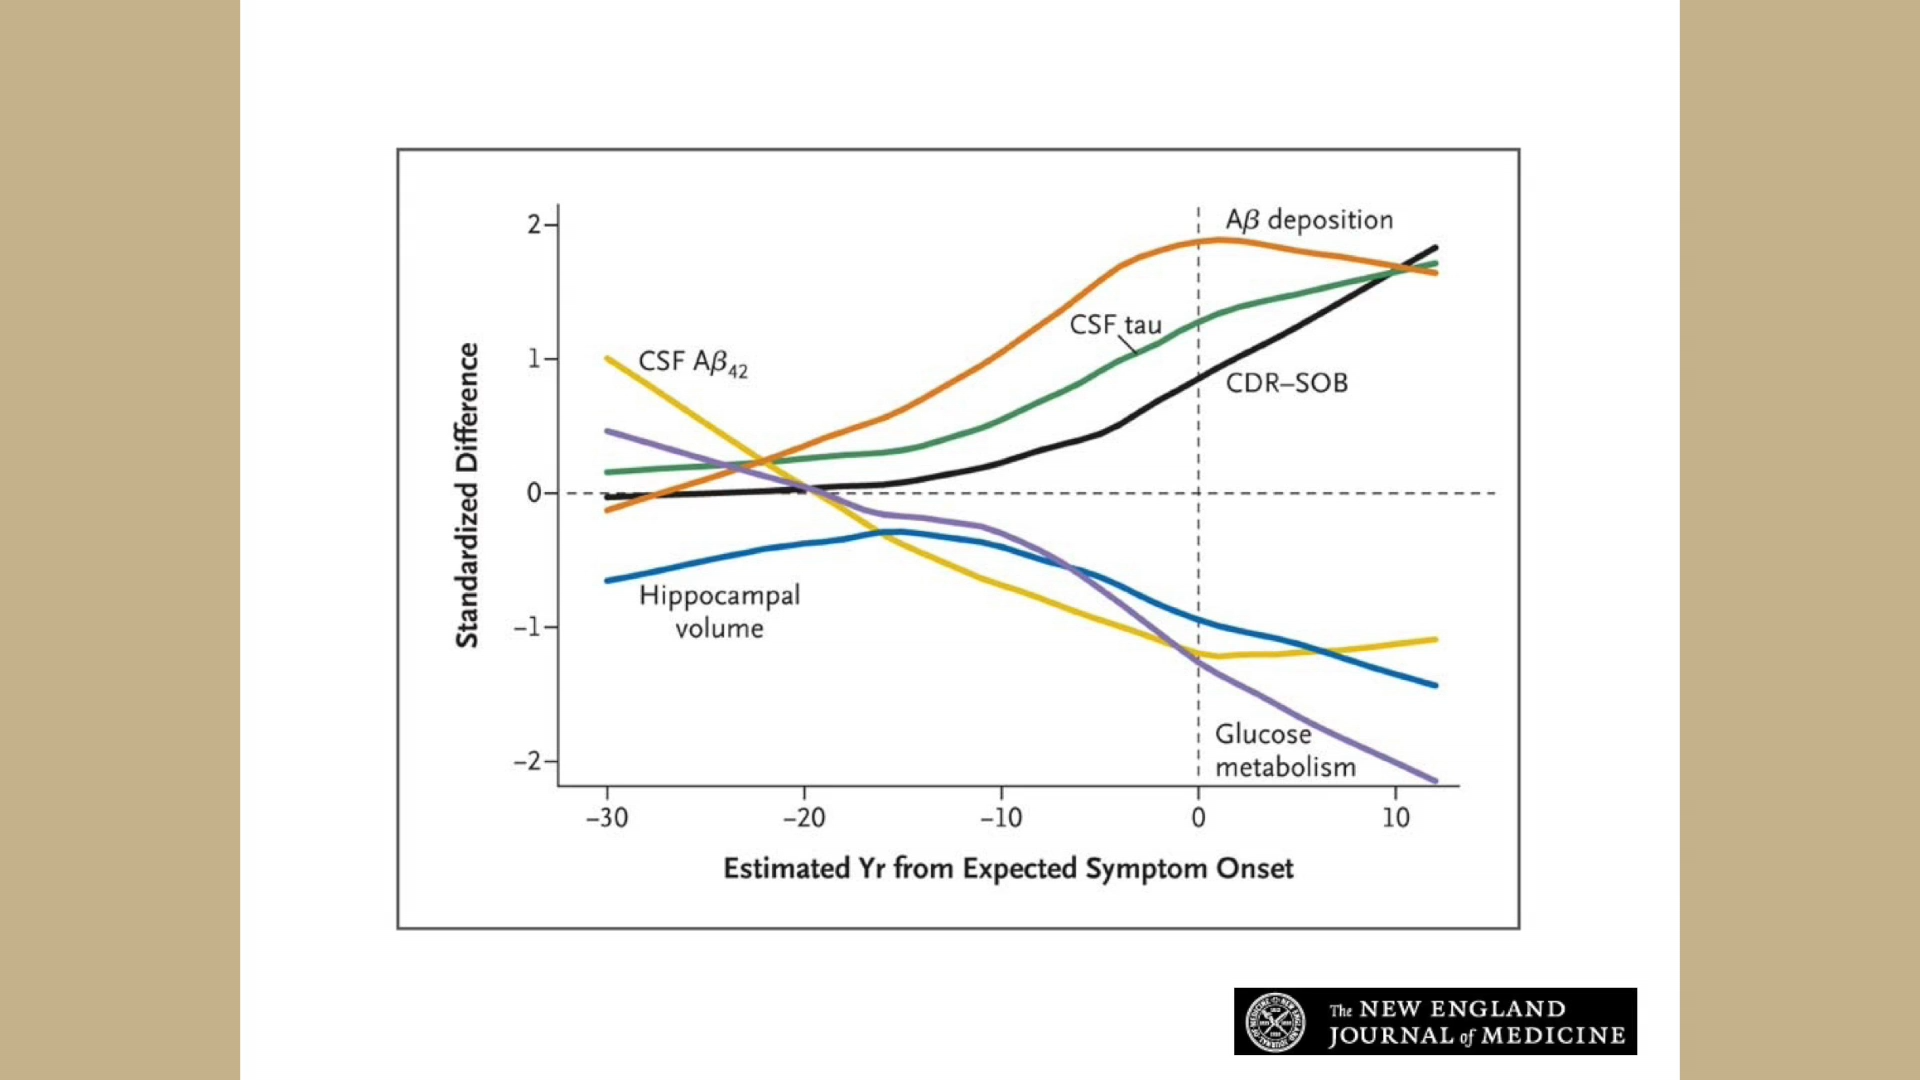 2
Aβ deposition
CSF tau
1
CSF Aβ42
CDR–SOB
Standardized Difference
0
Hippocampal
volume
–1
Glucose
metabolism
–2
–30 –20 –10 0 10
Estimated Yr from Expected Symptom Onset
The NEW ENGLAND
JOURNAL of MEDICINE